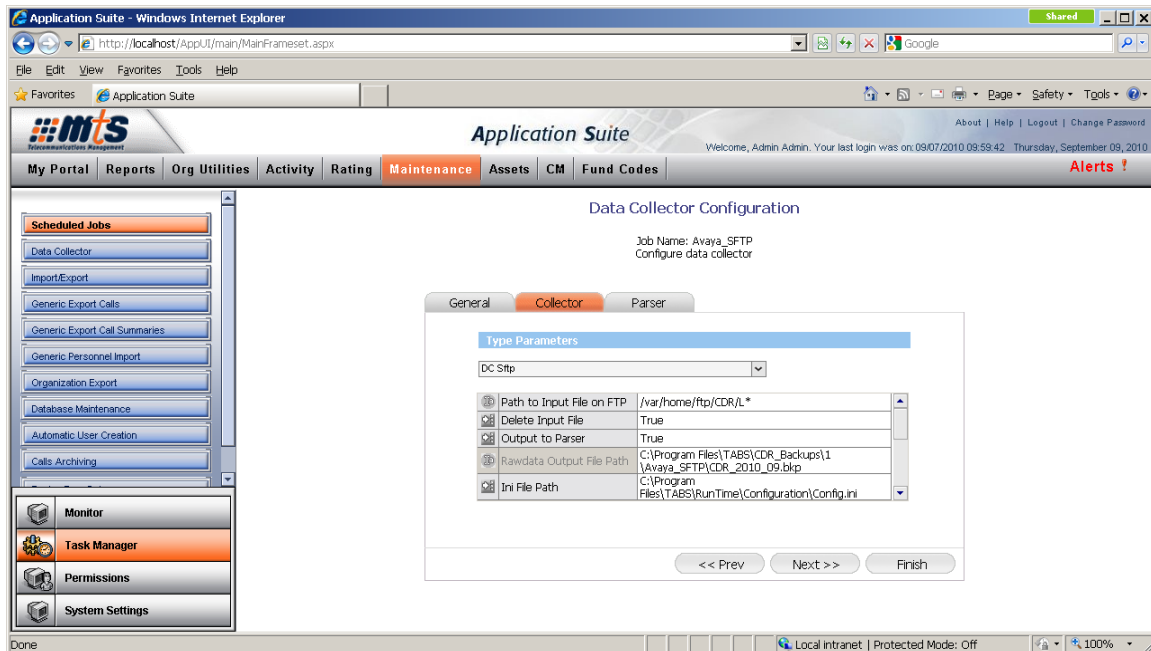 Application Suite - Windows Internet Explorer
Shared
http://localhost/AppUI/main/MainFrameset.aspx
Google
File Edit View Favorites Tools Help
Favorites Application Suite
Page Safety Tools
mts
Telecommunications Management
Application Suite
About | Help | Logout | Change Password
Welcome, Admin Admin. Your last login was on: 09/07/2010 09:59:42 Thursday, September 09, 2010
My Portal Reports Org Utilities Activity Rating Maintenance Assets CM Fund Codes
Alerts !
Scheduled Jobs
Data Collector
Import/Export
Generic Export Calls
Generic Export Call Summaries
Generic Personnel Import
Organization Export
Database Maintenance
Automatic User Creation
Calls Archiving
Monitor
Task Manager
Permissions
System Settings
Data Collector Configuration
Job Name: Avaya_SFTP
Configure data collector
General Collector Parser
Type Parameters
DC Sftp
Path to Input File on FTP /var/home/ftp/CDR/L*
Delete Input File True
Output to Parser True
Rawdata Output File Path C:\Program Files\TABS\CDR_Backups\1
\Avaya_SFTP\CDR_2010_09.bkp
Ini File Path C:\Program
Files\TABS\RunTime\Configuration\Config.ini
<< Prev Next >> Finish
Done
Local intranet | Protected Mode: Off
100%